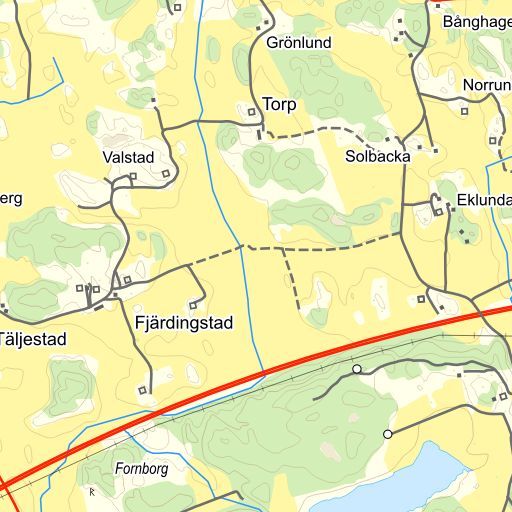 Bånghage
Grönlund
Norrun
Torp
Valstad
Solbacka
erg
Eklunda
Fjärdingstad
Täljestad
Fornborg
R